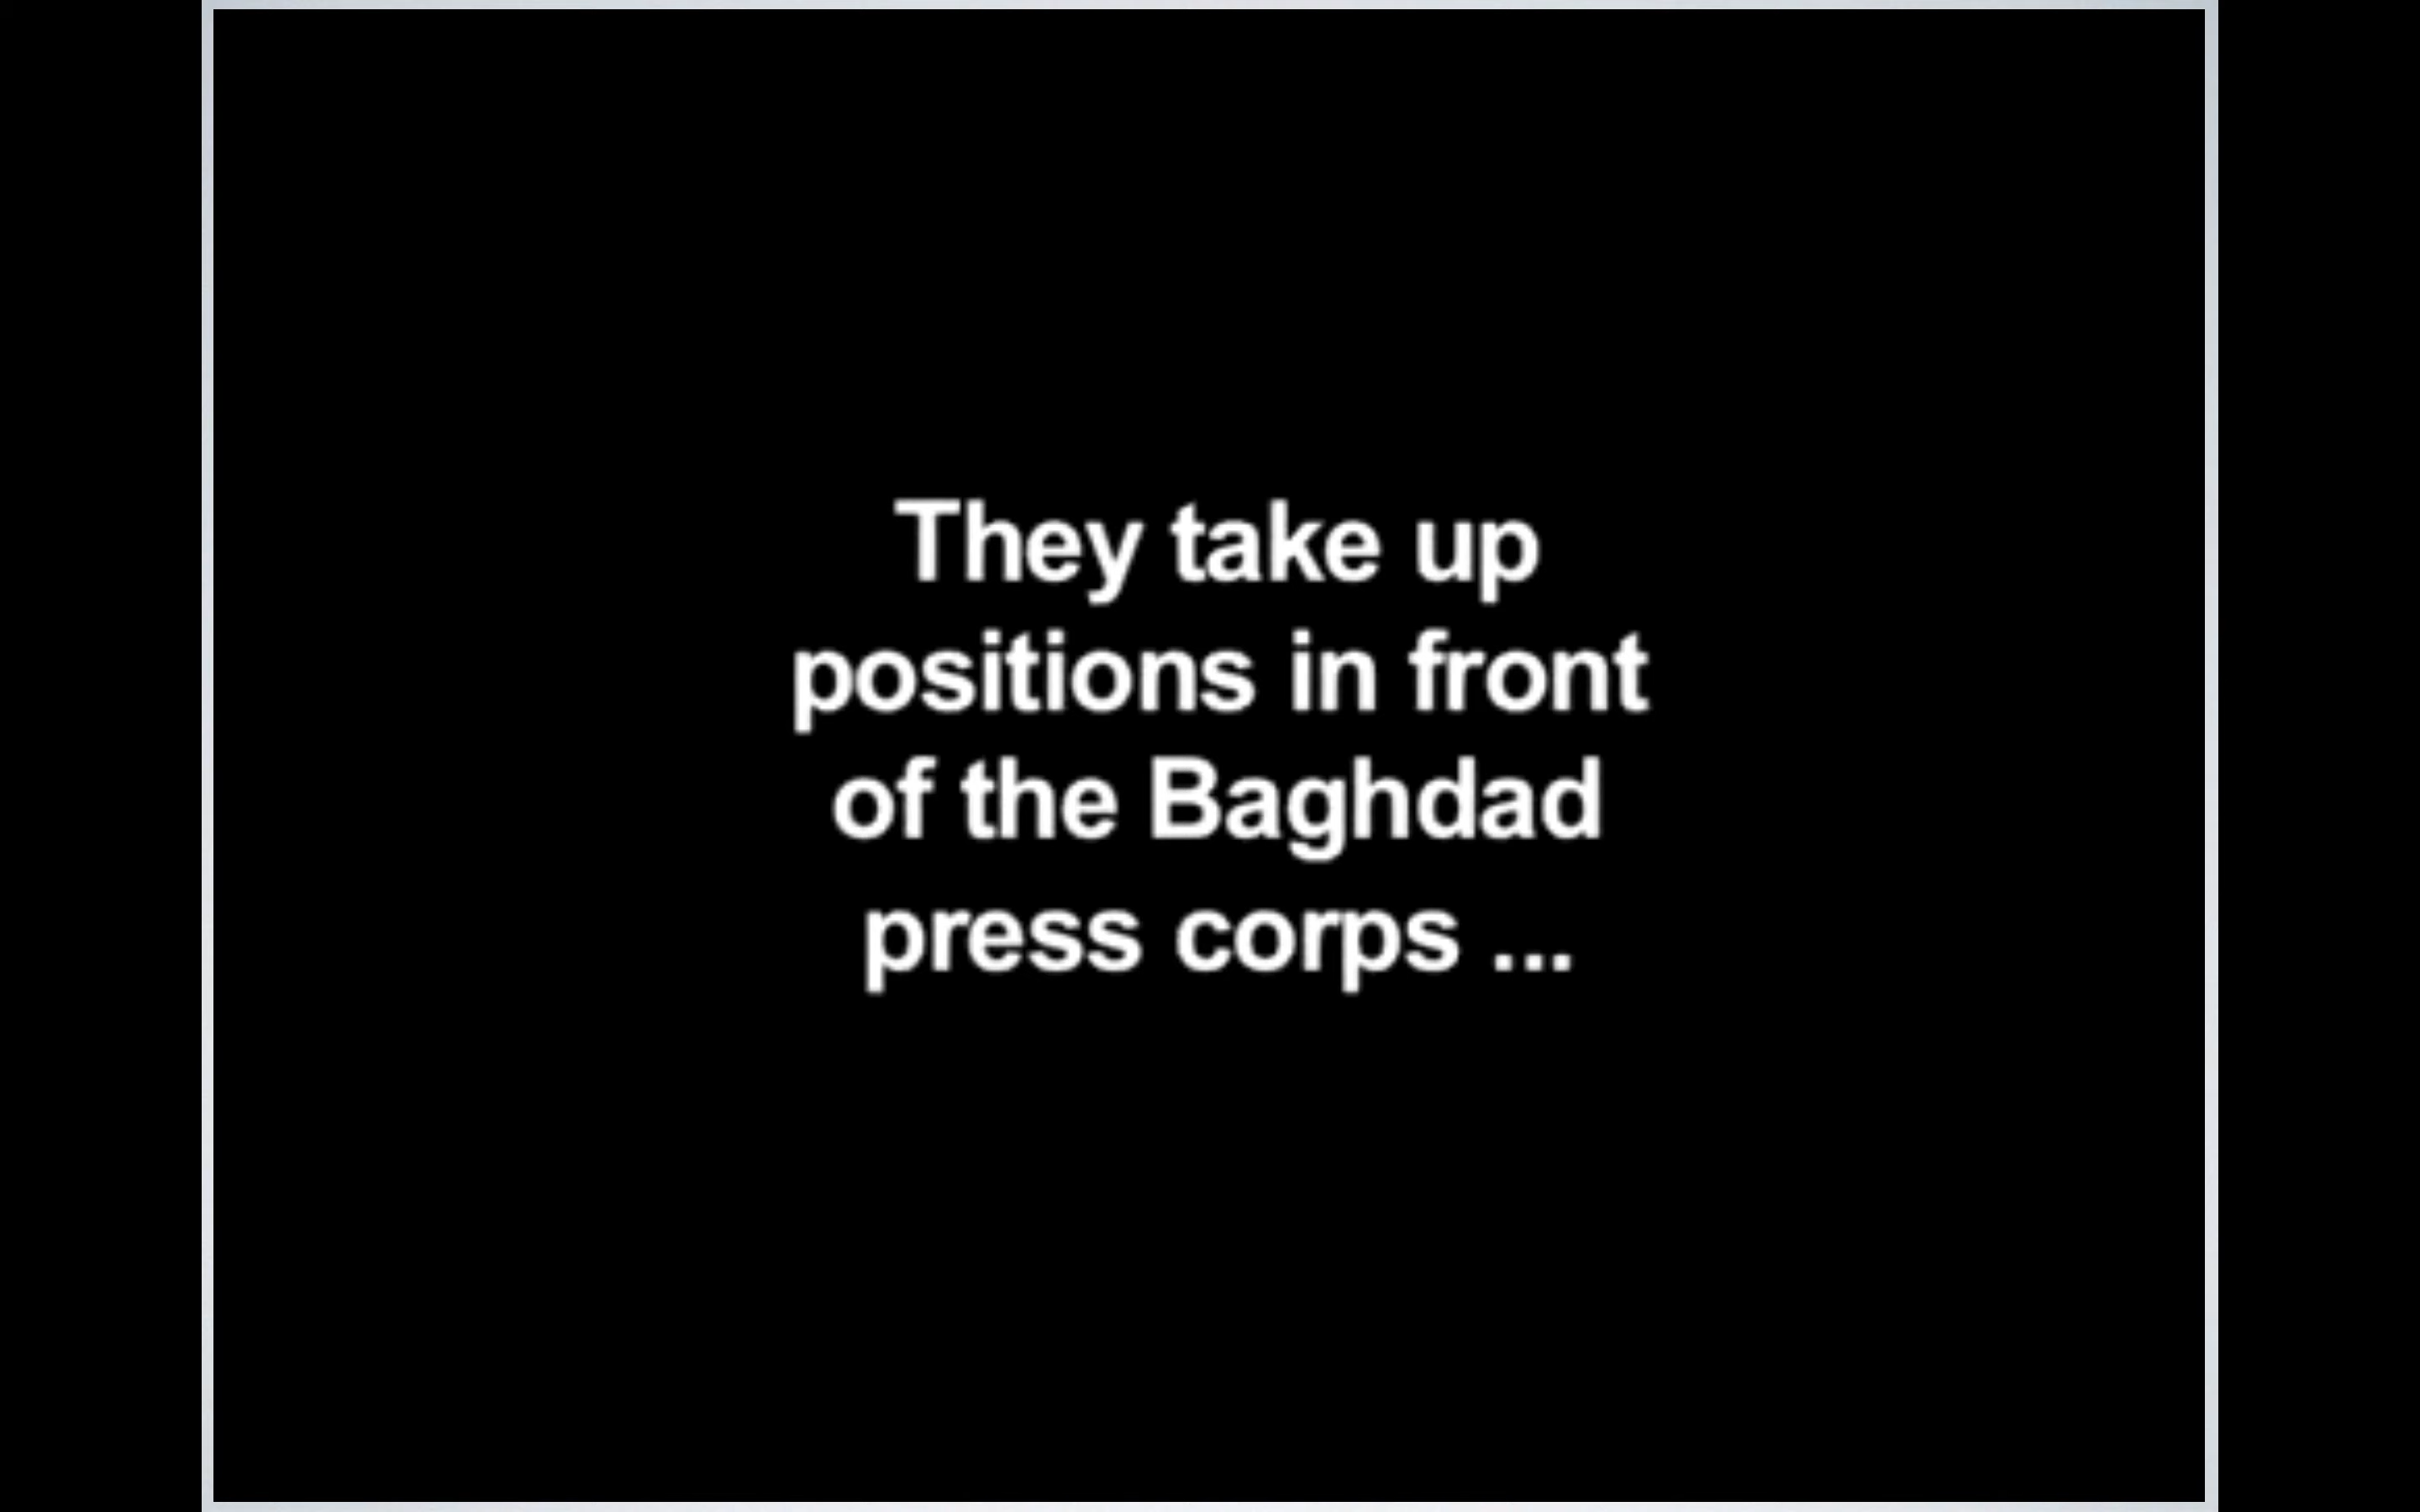 They take up
positions in front
of the Baghdad
press corps ...